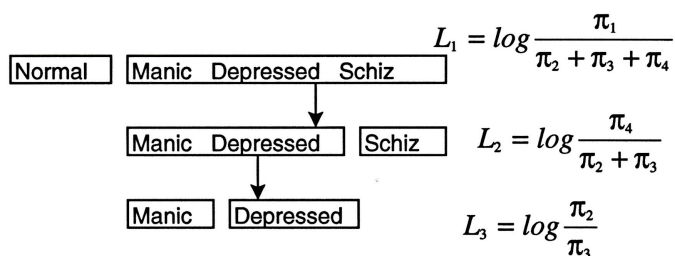 L₁ = log π₁ / (π₂ + π₃ + π₄)
Normal Manic Depressed Schiz
Manic Depressed Schiz L₂ = log π₄ / (π₂ + π₃)
Manic Depressed L₃ = log π₂ / π₃